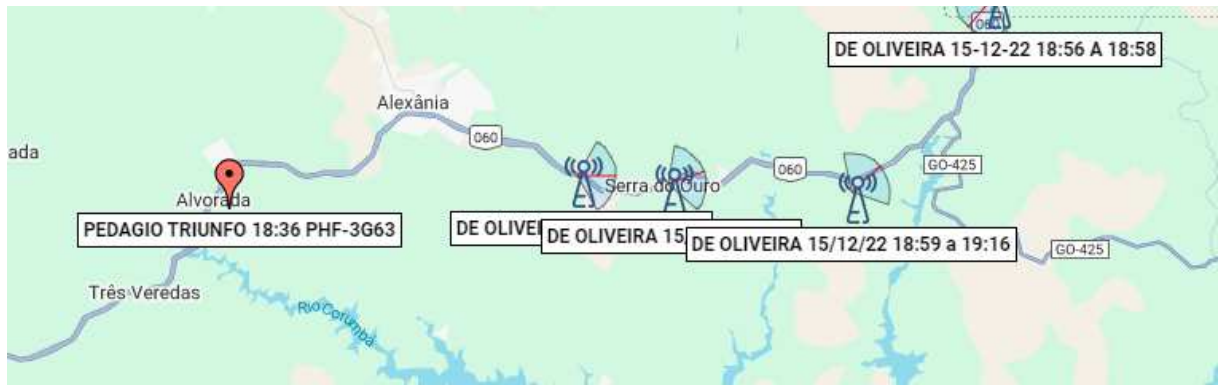 060
DE OLIVEIRA 15-12-22 18:56 A 18:58
Alexânia
060
ada
060
GO-425
Serra do Ouro
Alvorada
PEDAGIO TRIUNFO 18:36 PHF-3G63
DE OLIVEI
DE OLIVEIRA 15/
DE OLIVEIRA 15/12/22 18:59 a 19:16
GO-425
Três Veredas
Rio Corumbá